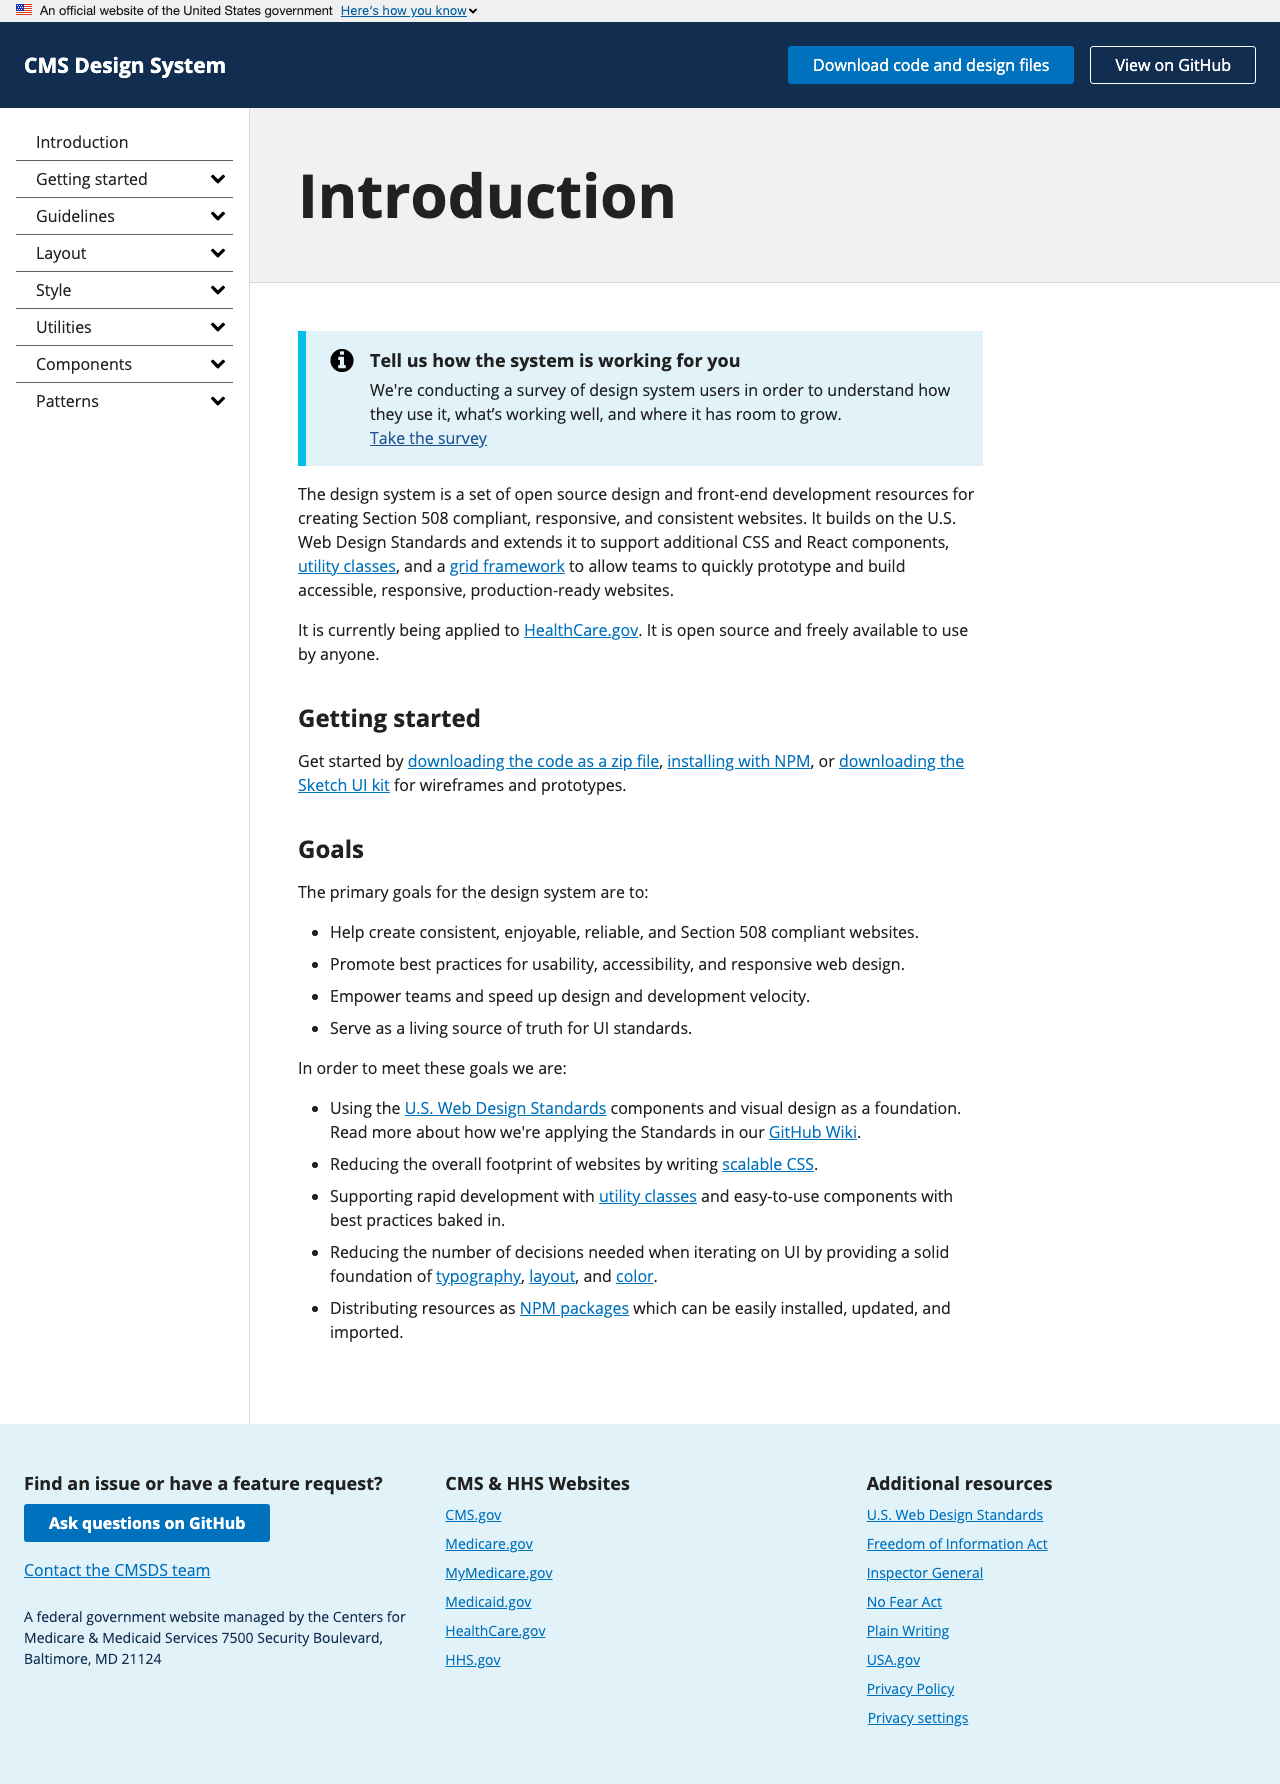 An official website of the United States government Here's how you know
CMS Design System
Download code and design files
View on GitHub
Introduction
Getting started
Guidelines
Layout
Style
Utilities
Components
Patterns
Introduction
Tell us how the system is working for you
We're conducting a survey of design system users in order to understand how
they use it, what’s working well, and where it has room to grow.
Take the survey
The design system is a set of open source design and front-end development resources for
creating Section 508 compliant, responsive, and consistent websites. It builds on the U.S.
Web Design Standards and extends it to support additional CSS and React components,
utility classes, and a grid framework to allow teams to quickly prototype and build
accessible, responsive, production-ready websites.
It is currently being applied to HealthCare.gov. It is open source and freely available to use
by anyone.
Getting started
Get started by downloading the code as a zip file, installing with NPM, or downloading the
Sketch UI kit for wireframes and prototypes.
Goals
The primary goals for the design system are to:
• Help create consistent, enjoyable, reliable, and Section 508 compliant websites.
• Promote best practices for usability, accessibility, and responsive web design.
• Empower teams and speed up design and development velocity.
• Serve as a living source of truth for UI standards.
In order to meet these goals we are:
• Using the U.S. Web Design Standards components and visual design as a foundation.
Read more about how we're applying the Standards in our GitHub Wiki.
• Reducing the overall footprint of websites by writing scalable CSS.
• Supporting rapid development with utility classes and easy-to-use components with
best practices baked in.
• Reducing the number of decisions needed when iterating on UI by providing a solid
foundation of typography, layout, and color.
• Distributing resources as NPM packages which can be easily installed, updated, and
imported.
Find an issue or have a feature request?
Ask questions on GitHub
Contact the CMSDS team
A federal government website managed by the Centers for
Medicare & Medicaid Services 7500 Security Boulevard,
Baltimore, MD 21124
CMS & HHS Websites
CMS.gov
Medicare.gov
MyMedicare.gov
Medicaid.gov
HealthCare.gov
HHS.gov
Additional resources
U.S. Web Design Standards
Freedom of Information Act
Inspector General
No Fear Act
Plain Writing
USA.gov
Privacy Policy
Privacy settings